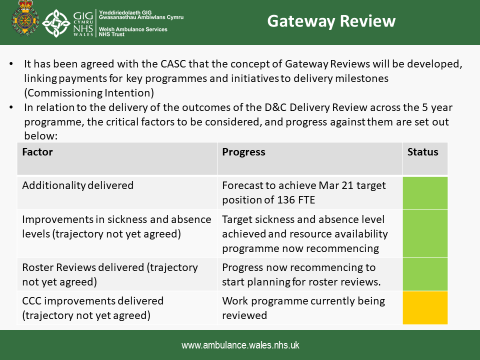 Ymddiriedolaeth GIG
Gwasanaethau Ambiwlans Cymru
GIG
CYMRU
NHS
WALES
Welsh Ambulance Services
NHS Trust
Gateway Review
• It has been agreed with the CASC that the concept of Gateway Reviews will be developed,
linking payments for key programmes and initiatives to delivery milestones
(Commissioning Intention)
• In relation to the delivery of the outcomes of the D&C Delivery Review across the 5 year
programme, the critical factors to be considered, and progress against them are set out
below:
Factor Progress Status
Additionality delivered
Forecast to achieve Mar 21 target
position of 136 FTE
Improvements in sickness and absence
levels (trajectory not yet agreed)
Target sickness and absence level
achieved and resource availability
programme now recommencing
Roster Reviews delivered (trajectory
not yet agreed)
Progress now recommencing to
start planning for roster reviews.
CCC improvements delivered
(trajectory not yet agreed)
Work programme currently being
reviewed
www.ambulance.wales.nhs.uk